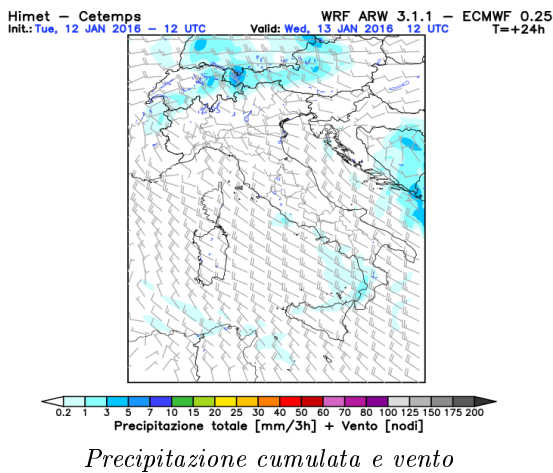 Himet – Cetemps WRF ARW 3.1.1 – ECMWF 0.25
Init.: Tue, 12 JAN 2016 – 12 UTC Valid: Wed, 13 JAN 2016 12 UTC T=+24h
0.2 1 3 5 7 10 15 20 25 30 40 50 60 70 80 100 125 150 175 200
Precipitazione totale [mm/3h] + Vento [nodi]
Precipitazione cumulata e vento